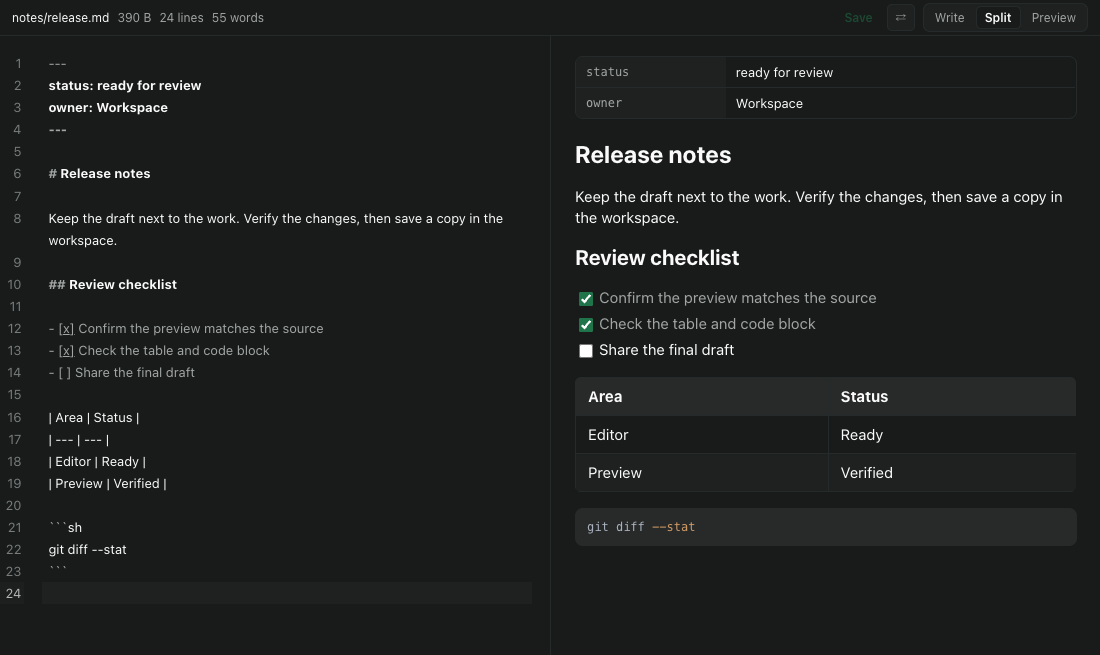 notes/release.md 390 B 24 lines 55 words Save ⇄ Write Split Preview
1 ---
2 status: ready for review
3 owner: Workspace
4 ---
5
6 # Release notes
7
8 Keep the draft next to the work. Verify the changes, then save a copy in the
workspace.
9
10 ## Review checklist
11
12 - [x] Confirm the preview matches the source
13 - [x] Check the table and code block
14 - [ ] Share the final draft
15
16 | Area | Status |
17 | --- | --- |
18 | Editor | Ready |
19 | Preview | Verified |
20
21 ```sh
22 git diff --stat
23 ```
24
status ready for review
owner Workspace
Release notes
Keep the draft next to the work. Verify the changes, then save a copy in
the workspace.
Review checklist
Confirm the preview matches the source
Check the table and code block
Share the final draft
Area Status
Editor Ready
Preview Verified
git diff --stat